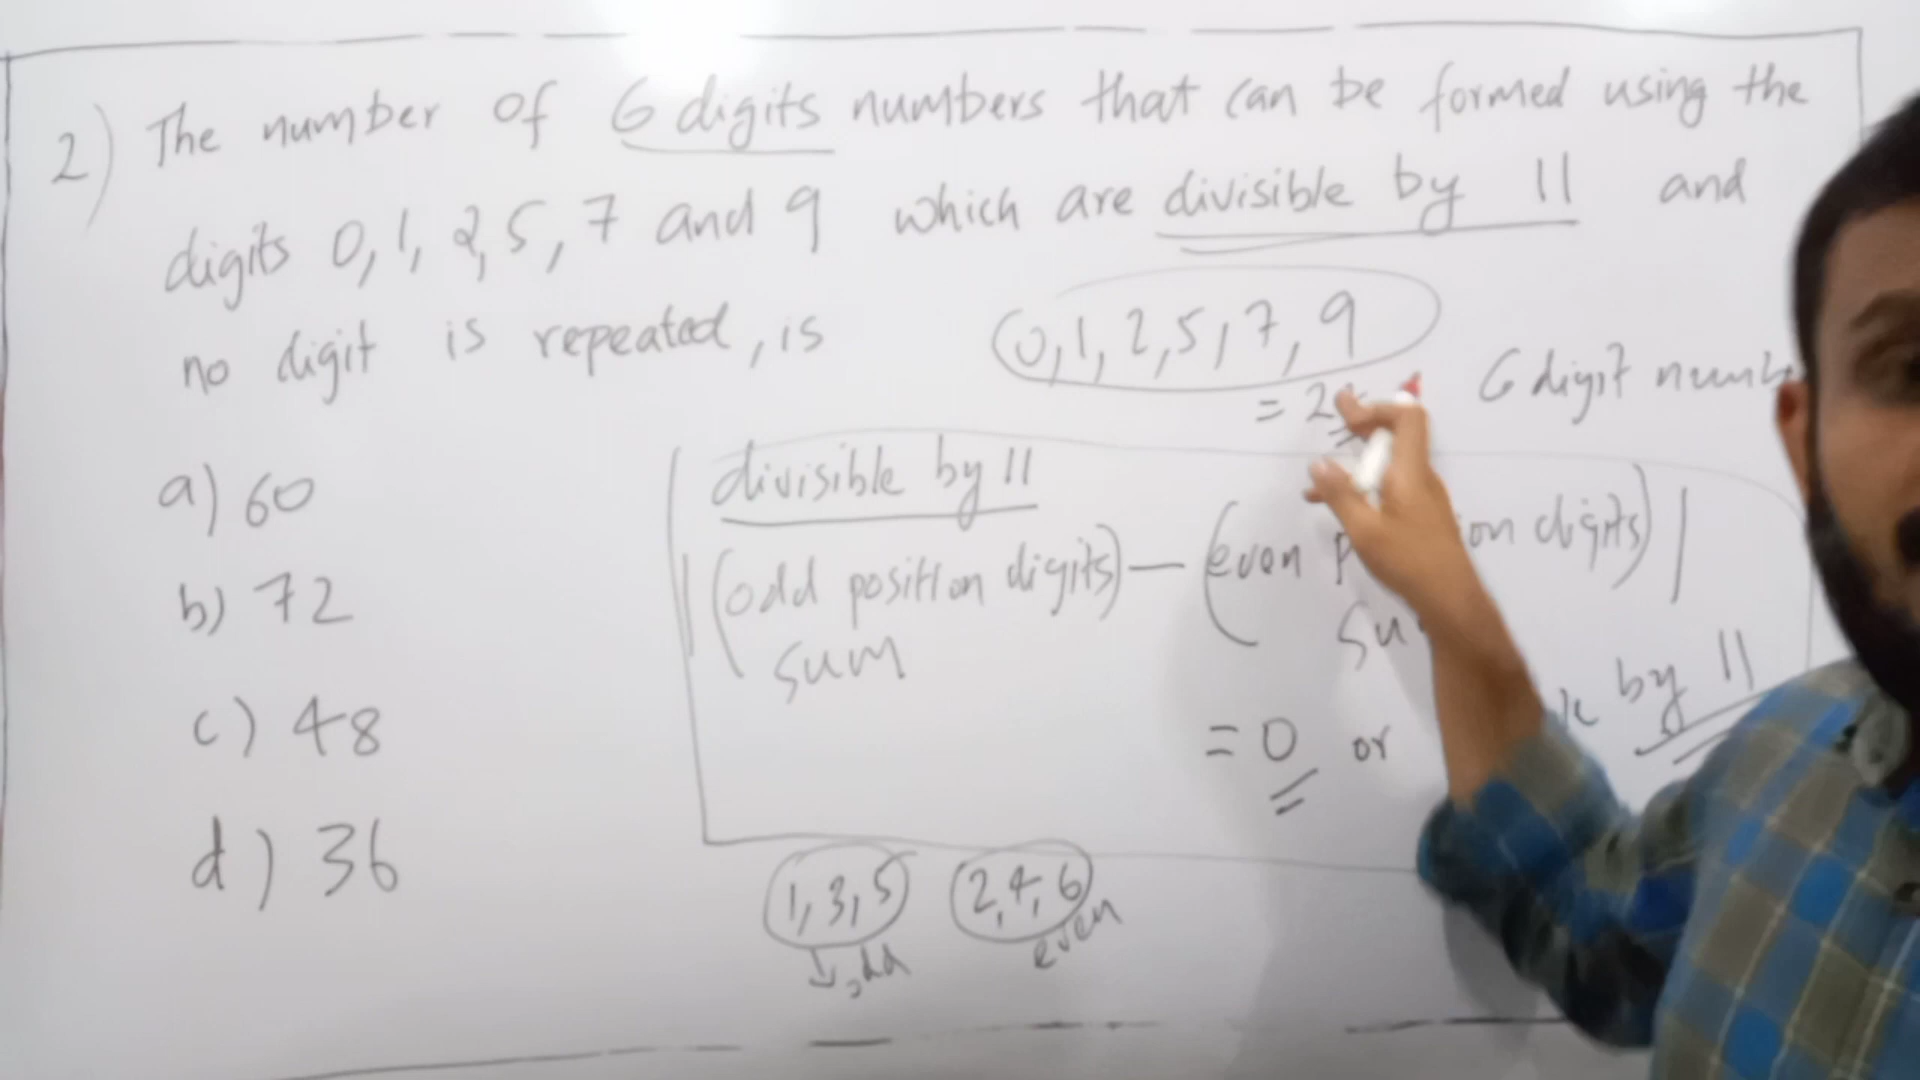 2) The number of 6 digits numbers that can be formed using the
digits 0, 1, 2, 5, 7 and 9 which are divisible by 11 and
no digit is repeated, is
0, 1, 2, 5, 7, 9
= 2
6 digit
a) 60
b) 72
c) 48
d) 36
divisible by 11
|(odd position digits) — (even digits)|
sum
= 0 or by 11
1, 3, 5 2, 4, 6
odd even